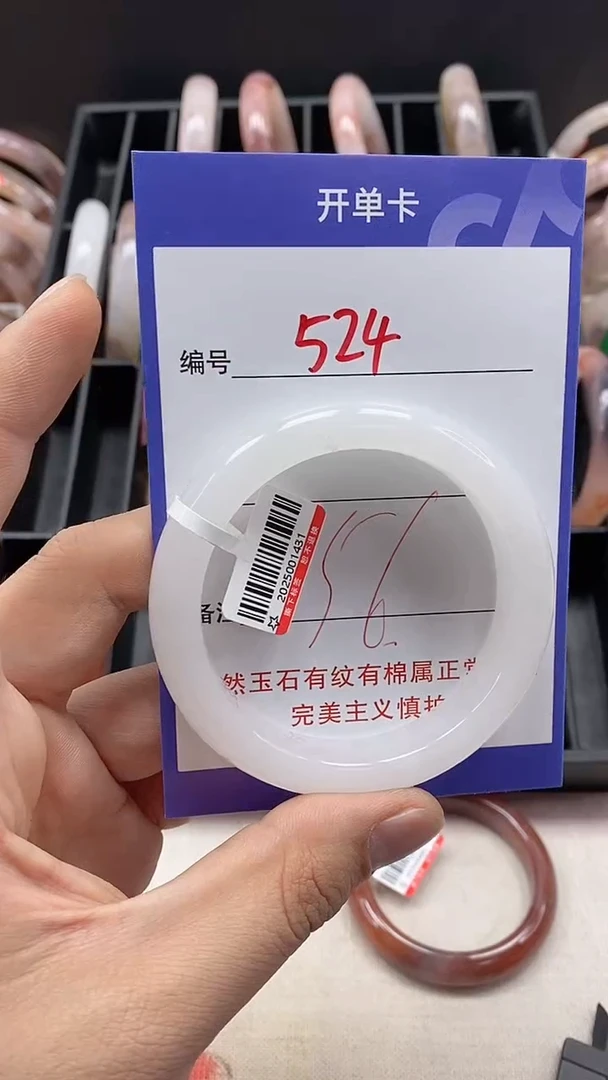 开单卡
编号 524
2025001431
56
备注
然玉石有纹有棉属正常
完美主义慎拍